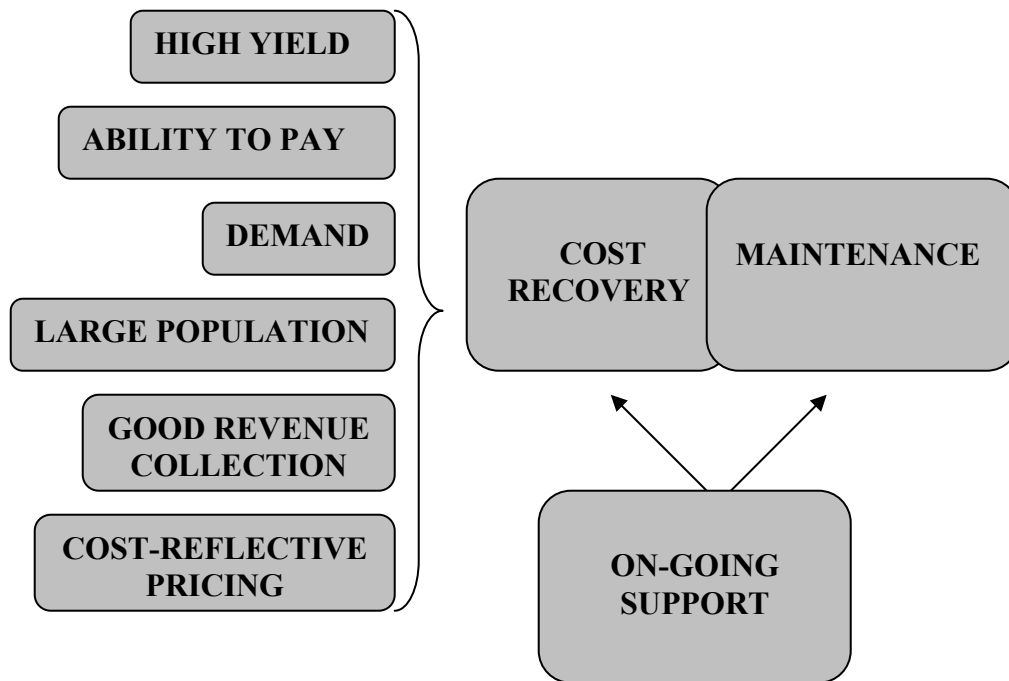 HIGH YIELD
ABILITY TO PAY
DEMAND
LARGE POPULATION
GOOD REVENUE
COLLECTION
COST-REFLECTIVE
PRICING
COST
RECOVERY
MAINTENANCE
ON-GOING
SUPPORT